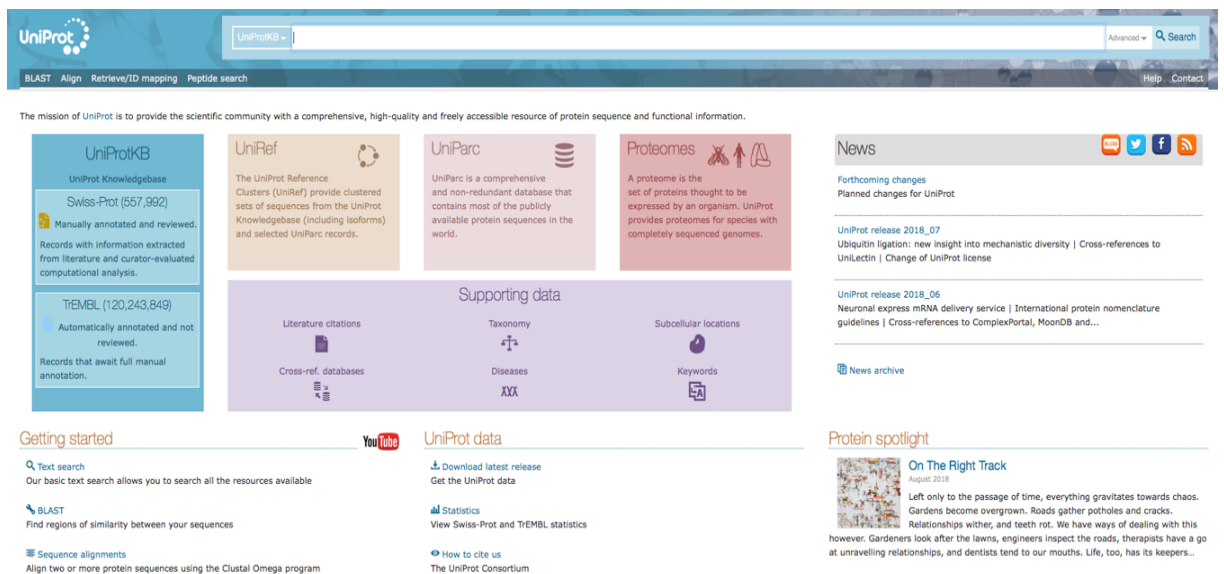 UniProt
UniProtKB
Advanced
Search
BLAST Align Retrieve/ID mapping Peptide search
Help Contact
The mission of UniProt is to provide the scientific community with a comprehensive, high-quality and freely accessible resource of protein sequence and functional information.
UniProtKB
UniProt Knowledgebase
Swiss-Prot (557,992)
Manually annotated and reviewed.
Records with information extracted
from literature and curator-evaluated
computational analysis.
TrEMBL (120,243,849)
Automatically annotated and not
reviewed.
Records that await full manual
annotation.
UniRef
The UniProt Reference
Clusters (UniRef) provide clustered
sets of sequences from the UniProt
Knowledgebase (including isoforms)
and selected UniParc records.
UniParc
UniParc is a comprehensive
and non-redundant database that
contains most of the publicly
available protein sequences in the
world.
Proteomes
A proteome is the
set of proteins thought to be
expressed by an organism. UniProt
provides proteomes for species with
completely sequenced genomes.
Supporting data
Literature citations
Taxonomy
Subcellular locations
Cross-ref. databases
Diseases
Keywords
A
News
BLOG
Forthcoming changes
Planned changes for UniProt
UniProt release 2018_07
Ubiquitin ligation: new insight into mechanistic diversity | Cross-references to
UniLectin | Change of UniProt license
UniProt release 2018_06
Neuronal express mRNA delivery service | International protein nomenclature
guidelines | Cross-references to ComplexPortal, MoonDB and...
News archive
Getting started
YouTube
Text search
Our basic text search allows you to search all the resources available
BLAST
Find regions of similarity between your sequences
Sequence alignments
Align two or more protein sequences using the Clustal Omega program
UniProt data
Download latest release
Get the UniProt data
Statistics
View Swiss-Prot and TrEMBL statistics
How to cite us
The UniProt Consortium
Protein spotlight
On The Right Track
August 2018
Left only to the passage of time, everything gravitates towards chaos.
Gardens become overgrown. Roads gather potholes and cracks.
Relationships wither, and teeth rot. We have ways of dealing with this
however. Gardeners look after the lawns, engineers inspect the roads, therapists have a go
at unravelling relationships, and dentists tend to our mouths. Life, too, has its keepers...